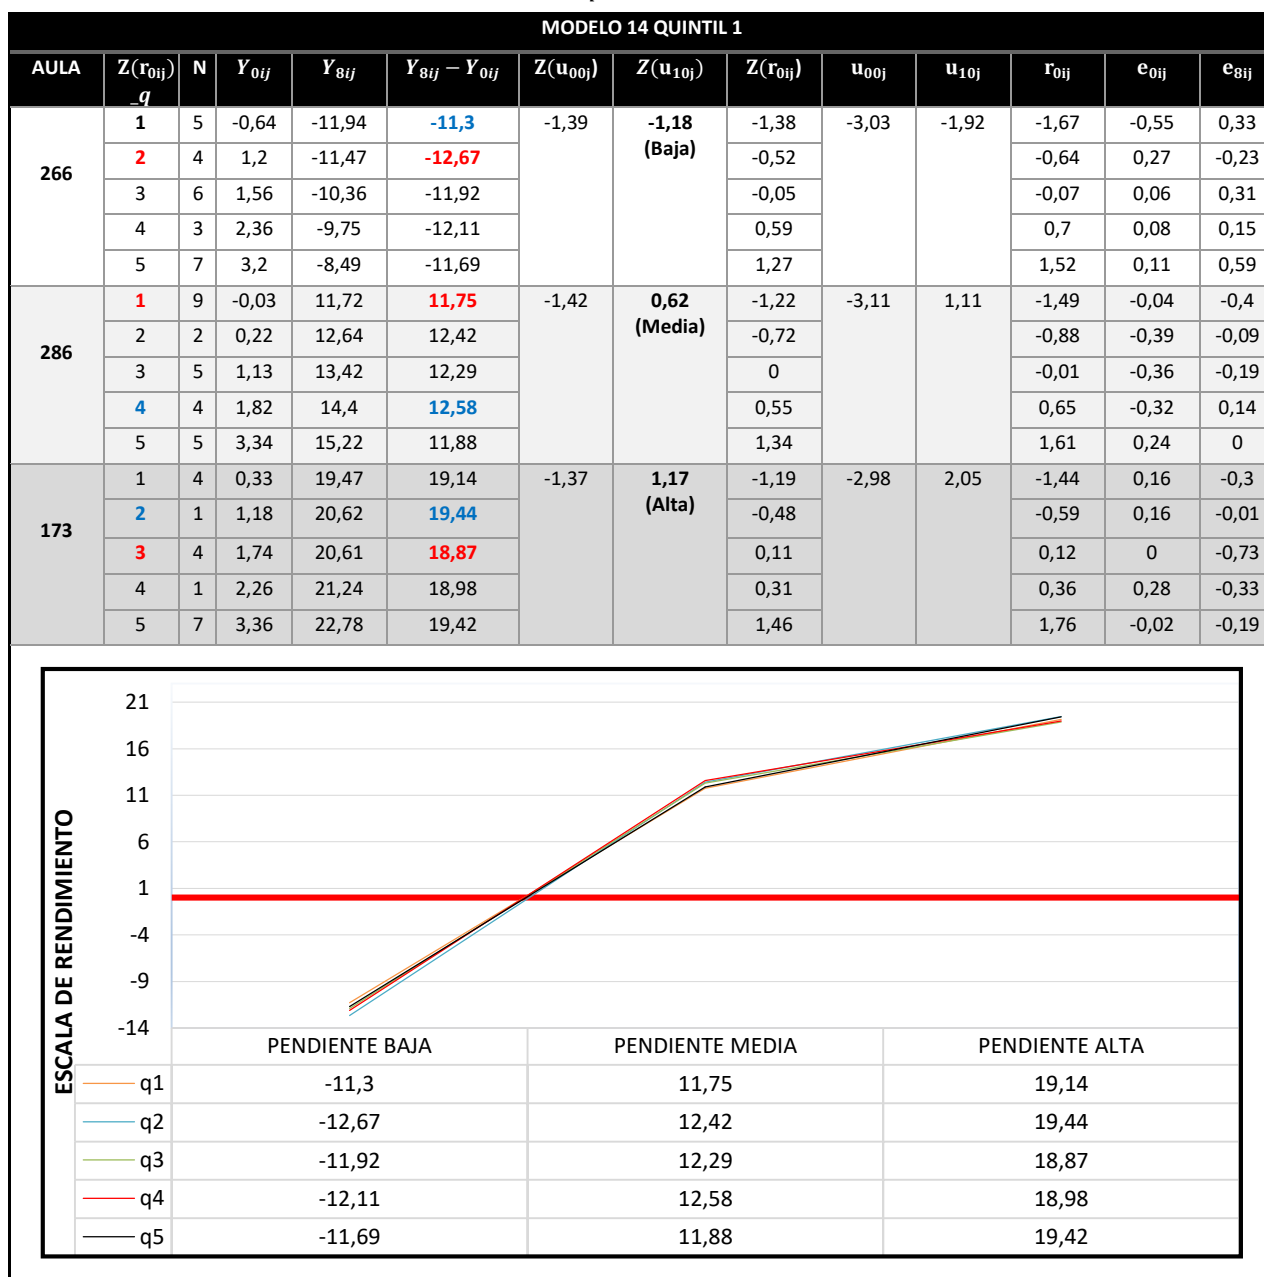 MODELO 14 QUINTIL 1
AULA Z(r₀ᵢⱼ)_q N Y₀ᵢⱼ Y₈ᵢⱼ Y₈ᵢⱼ − Y₀ᵢⱼ Z(u₀₀ⱼ) Z(u₁₀ⱼ) Z(r₀ᵢⱼ) u₀₀ⱼ u₁₀ⱼ r₀ᵢⱼ e₀ᵢⱼ e₈ᵢⱼ
266 1 5 -0,64 -11,94 -11,3 -1,39 -1,18 (Baja) -1,38 -3,03 -1,92 -1,67 -0,55 0,33
2 4 1,2 -11,47 -12,67 -0,52 -0,64 0,27 -0,23
3 6 1,56 -10,36 -11,92 -0,05 -0,07 0,06 0,31
4 3 2,36 -9,75 -12,11 0,59 0,7 0,08 0,15
5 7 3,2 -8,49 -11,69 1,27 1,52 0,11 0,59
286 1 9 -0,03 11,72 11,75 -1,42 0,62 (Media) -1,22 -3,11 1,11 -1,49 -0,04 -0,4
2 2 0,22 12,64 12,42 -0,72 -0,88 -0,39 -0,09
3 5 1,13 13,42 12,29 0 -0,01 -0,36 -0,19
4 4 1,82 14,4 12,58 0,55 0,65 -0,32 0,14
5 5 3,34 15,22 11,88 1,34 1,61 0,24 0
173 1 4 0,33 19,47 19,14 -1,37 1,17 (Alta) -1,19 -2,98 2,05 -1,44 0,16 -0,3
2 1 1,18 20,62 19,44 -0,48 -0,59 0,16 -0,01
3 4 1,74 20,61 18,87 0,11 0,12 0 -0,73
4 1 2,26 21,24 18,98 0,31 0,36 0,28 -0,33
5 7 3,36 22,78 19,42 1,46 1,76 -0,02 -0,19
ESCALA DE RENDIMIENTO
21
16
11
6
1
-4
-9
-14
PENDIENTE BAJA PENDIENTE MEDIA PENDIENTE ALTA
q1 -11,3 11,75 19,14
q2 -12,67 12,42 19,44
q3 -11,92 12,29 18,87
q4 -12,11 12,58 18,98
q5 -11,69 11,88 19,42